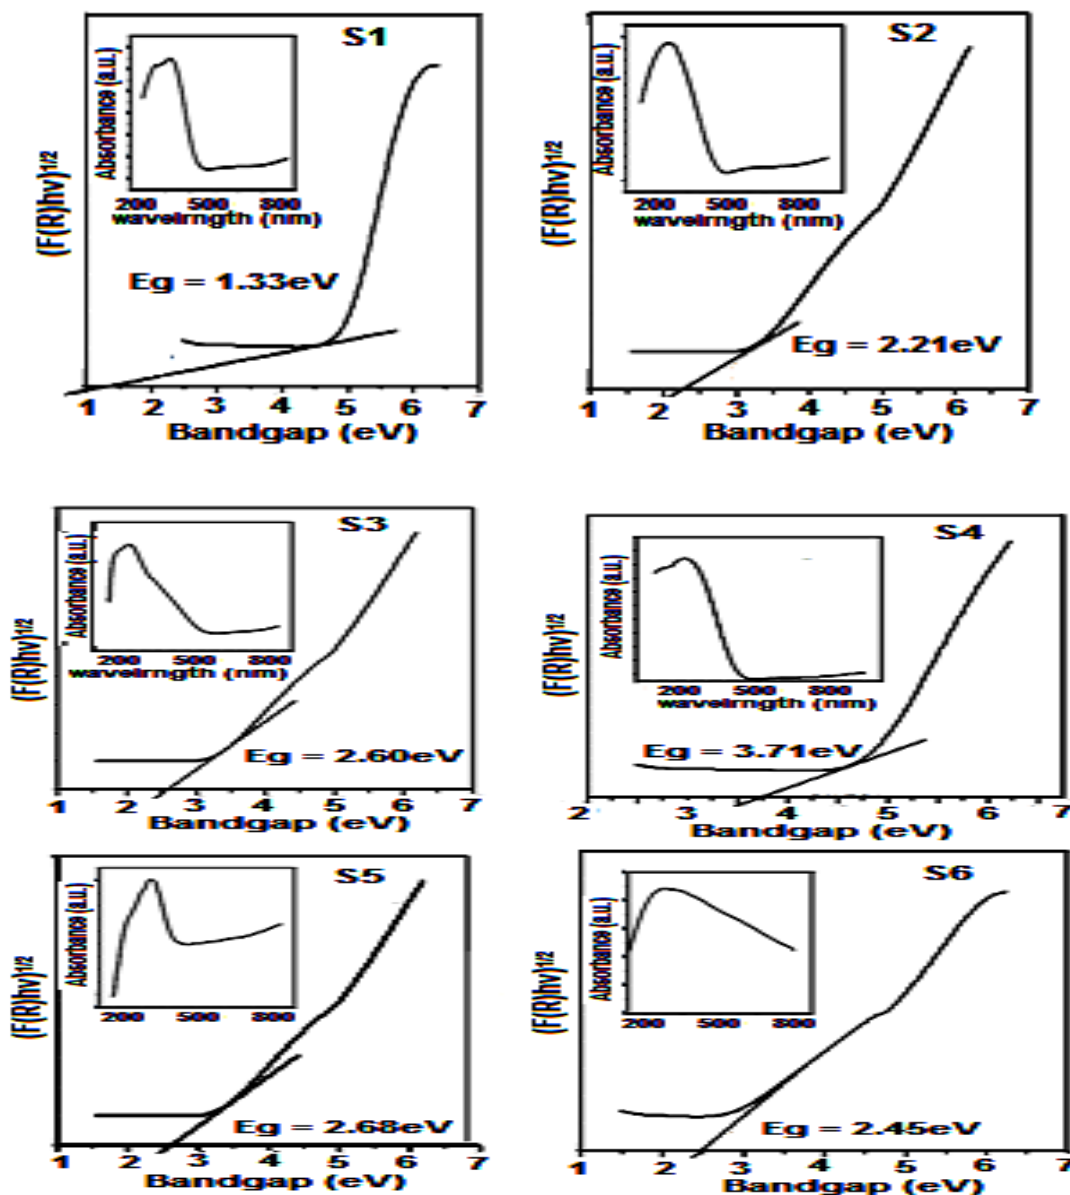 S1
Absorbance (a.u.)
200 500 800
wavelrngth (nm)
(F(R)hv)1/2
Eg = 1.33eV
1 2 3 4 5 6 7
Bandgap (eV)
S2
Absorbance (a.u.)
200 500 800
wavelrngth (nm)
(F(R)hv)1/2
Eg = 2.21eV
1 2 3 4 5 6 7
Bandgap (eV)
S3
Absorbance (a.u.)
200 500 800
wavelrngth (nm)
(F(R)hv)1/2
Eg = 2.60eV
1 2 3 4 5 6 7
Bandgap (eV)
S4
Absorbance (a.u.)
200 500 800
wavelrngth (nm)
(F(R)hv)1/2
Eg = 3.71eV
2 3 4 5 6 7
Bandgap (eV)
S5
Absorbance (a.u.)
200 500 800
(F(R)hv)1/2
Eg = 2.68eV
1 2 3 4 5 6 7
Bandgap (eV)
S6
Absorbance (a.u.)
200 500 800
(F(R)hv)1/2
Eg = 2.45eV
1 2 3 4 5 6 7
Bandgap (eV)